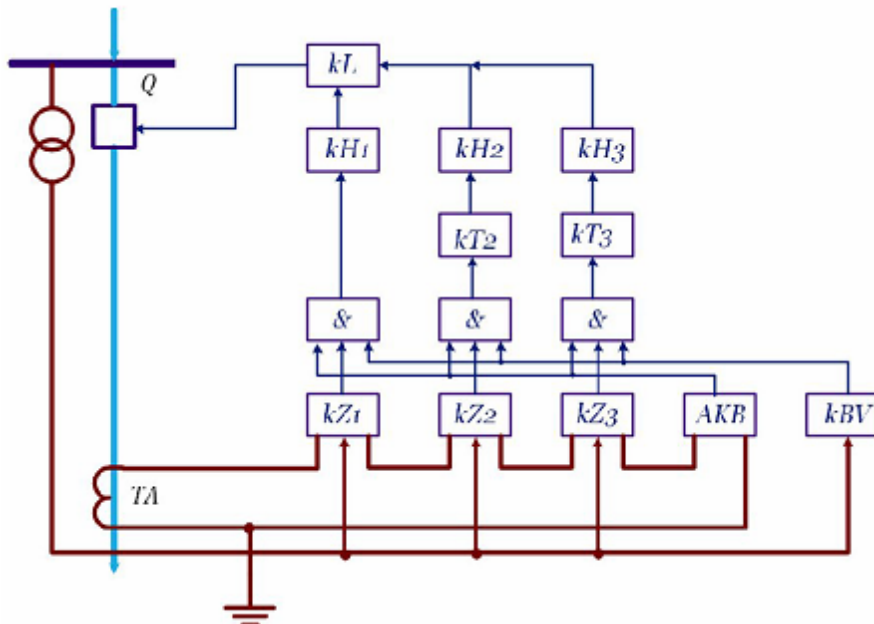 kL
Q
kH1 kH2 kH3
kT2 kT3
& & &
kZ1 kZ2 kZ3 AKB kBV
TA